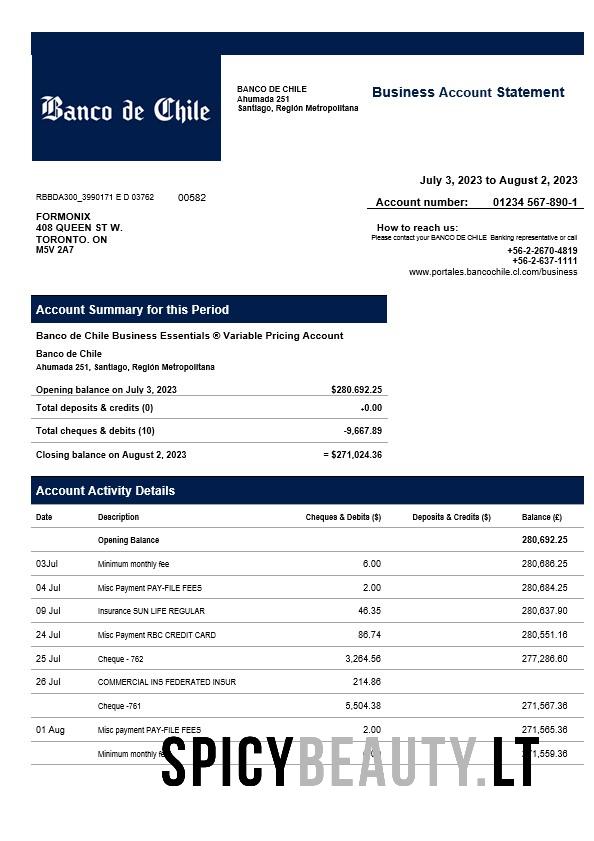 Banco de Chile
BANCO DE CHILE
Ahumada 251
Santiago, Región Metropolitana
Business Account Statement
July 3, 2023 to August 2, 2023
RBBDA300_3990171 E D 03762 00582
Account number: 01234 567-890-1
FORMONIX
408 QUEEN ST W.
TORONTO. ON
M5V 2A7
How to reach us:
Please contact your BANCO DE CHILE Banking representative or call
+56-2-2670-4819
+56-2-637-1111
www.portales.bancochile.cl.com/business
Account Summary for this Period
Banco de Chile Business Essentials ® Variable Pricing Account
Banco de Chile
Ahumada 251, Santiago, Región Metropolitana
Opening balance on July 3, 2023 $280.692.25
Total deposits & credits (0) +0.00
Total cheques & debits (10) -9,667.89
Closing balance on August 2, 2023 = $271,024.36
Account Activity Details
Date Description Cheques & Debits ($) Deposits & Credits ($) Balance (£)
Opening Balance 280,692.25
03Jul Minimum monthly fee 6.00 280,686.25
04 Jul Misc Payment PAY-FILE FEES 2.00 280,684.25
09 Jul Insurance SUN LIFE REGULAR 46.35 280,637.90
24 Jul Misc Payment RBC CREDIT CARD 86.74 280,551.16
25 Jul Cheque - 762 3,264.56 277,286.60
26 Jul COMMERCIAL INS FEDERATED INSUR 214.86
Cheque -761 5,504.38 271,567.36
01 Aug Misc payment PAY-FILE FEES 2.00 271,565.36
Minimum monthly
SPICYBEAUTY.LT